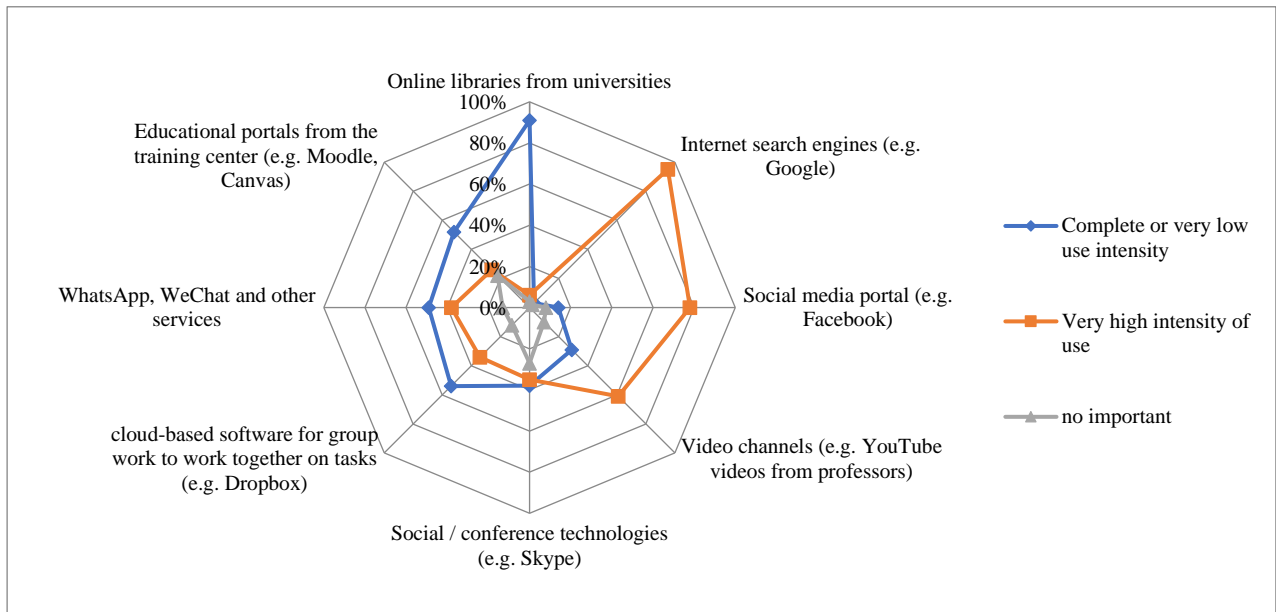 Online libraries from universities
100%
80%
60%
40%
20%
0%
Internet search engines (e.g.
Google)
Social media portal (e.g.
Facebook)
Video channels (e.g. YouTube
videos from professors)
Social / conference technologies
(e.g. Skype)
cloud-based software for group
work to work together on tasks
(e.g. Dropbox)
WhatsApp, WeChat and other
services
Educational portals from the
training center (e.g. Moodle,
Canvas)
Complete or very low
use intensity
Very high intensity of
use
no important